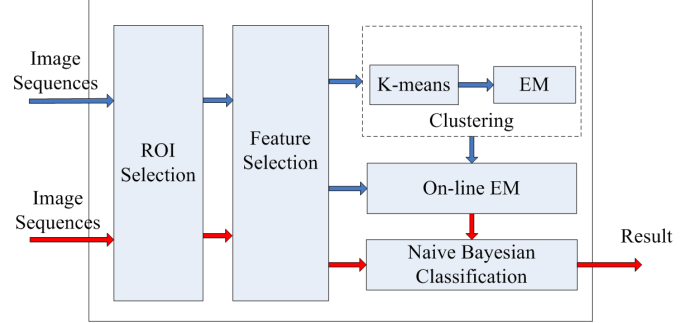 Image
Sequences
ROI
Selection
Feature
Selection
K-means
EM
Clustering
On-line EM
Image
Sequences
Naive Bayesian
Classification
Result